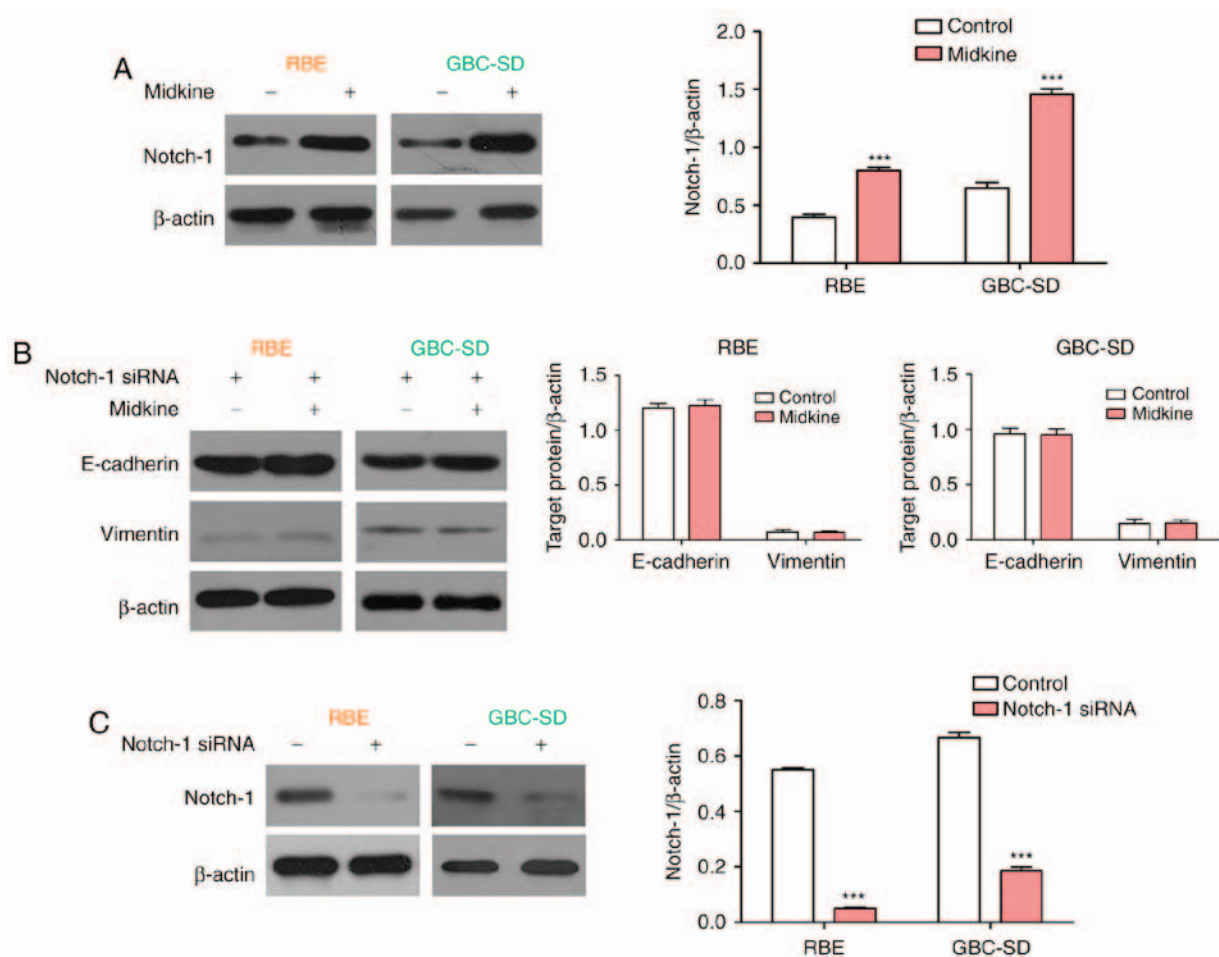 A
RBE GBC-SD
Midkine − + − +
Notch-1
β-actin
Control
Midkine
Notch-1/β-actin
2.0
1.5
1.0
0.5
0.0
***
***
RBE GBC-SD
B
RBE GBC-SD
Notch-1 siRNA + + + +
Midkine − + − +
E-cadherin
Vimentin
β-actin
RBE
Target protein/β-actin
1.5
1.0
0.5
0.0
Control
Midkine
E-cadherin Vimentin
GBC-SD
Target protein/β-actin
1.5
1.0
0.5
0.0
Control
Midkine
E-cadherin Vimentin
C
RBE GBC-SD
Notch-1 siRNA − + − +
Notch-1
β-actin
Control
Notch-1 siRNA
Notch-1/β-actin
0.8
0.6
0.4
0.2
0.0
***
***
RBE GBC-SD